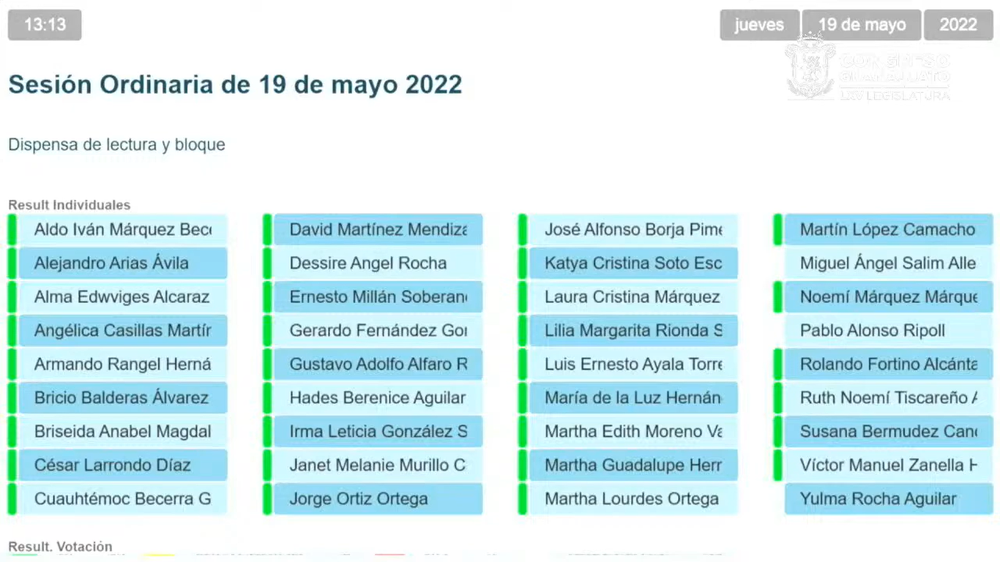 13:13
jueves 19 de mayo 2022
CONGRESO
GUANAJUATO
LXV LEGISLATURA
Sesión Ordinaria de 19 de mayo 2022
Dispensa de lectura y bloque
Result Individuales
Aldo Iván Márquez Bece
Alejandro Arias Ávila
Alma Edwviges Alcaraz
Angélica Casillas Martír
Armando Rangel Herná
Bricio Balderas Álvarez
Briseida Anabel Magdal
César Larrondo Díaz
Cuauhtémoc Becerra G
David Martínez Mendiza
Dessire Angel Rocha
Ernesto Millán Soberan
Gerardo Fernández Gor
Gustavo Adolfo Alfaro R
Hades Berenice Aguilar
Irma Leticia González S
Janet Melanie Murillo C
Jorge Ortiz Ortega
José Alfonso Borja Pime
Katya Cristina Soto Esc
Laura Cristina Márquez
Lilia Margarita Rionda S
Luis Ernesto Ayala Torre
María de la Luz Hernán
Martha Edith Moreno Va
Martha Guadalupe Herr
Martha Lourdes Ortega
Martín López Camacho
Miguel Ángel Salim Alle
Noemí Márquez Márque
Pablo Alonso Ripoll
Rolando Fortino Alcánta
Ruth Noemí Tiscareño A
Susana Bermudez Can
Víctor Manuel Zanella H
Yulma Rocha Aguilar
Result. Votación